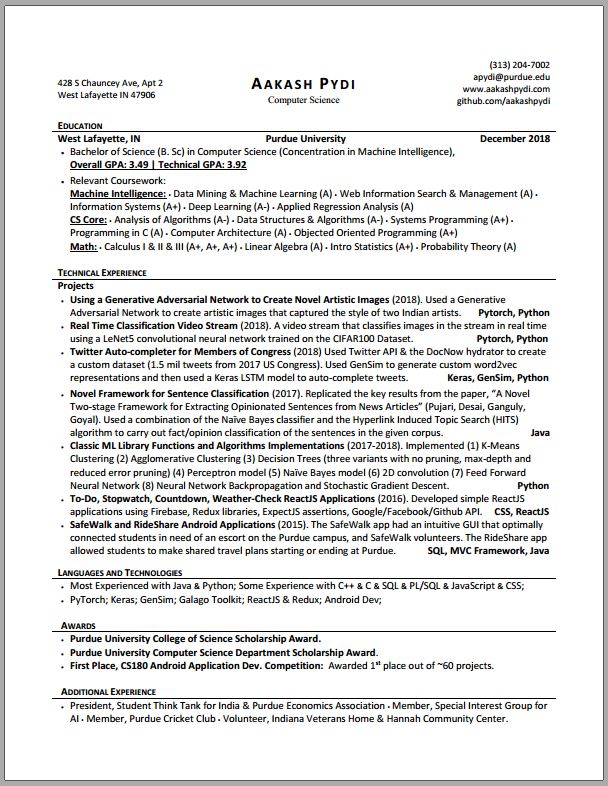 (313) 204-7002
428 S Chauncey Ave, Apt 2 AAKASH PYDI apydi@purdue.edu
West Lafayette IN 47906 Computer Science www.aakashpydi.com
github.com/aakashpydi
EDUCATION
West Lafayette, IN Purdue University December 2018
• Bachelor of Science (B. Sc) in Computer Science (Concentration in Machine Intelligence),
Overall GPA: 3.49 | Technical GPA: 3.92
• Relevant Coursework:
Machine Intelligence: • Data Mining & Machine Learning (A) • Web Information Search & Management (A) •
Information Systems (A+) • Deep Learning (A-) • Applied Regression Analysis (A)
CS Core: • Analysis of Algorithms (A-) • Data Structures & Algorithms (A-) • Systems Programming (A+) •
Programming in C (A) • Computer Architecture (A) • Objected Oriented Programming (A+)
Math: • Calculus I & II & III (A+, A+, A+) • Linear Algebra (A) • Intro Statistics (A+) • Probability Theory (A)
TECHNICAL EXPERIENCE
Projects
• Using a Generative Adversarial Network to Create Novel Artistic Images (2018). Used a Generative
Adversarial Network to create artistic images that captured the style of two Indian artists. Pytorch, Python
• Real Time Classification Video Stream (2018). A video stream that classifies images in the stream in real time
using a LeNet5 convolutional neural network trained on the CIFAR100 Dataset. Pytorch, Python
• Twitter Auto-completer for Members of Congress (2018) Used Twitter API & the DocNow hydrator to create
a custom dataset (1.5 mil tweets from 2017 US Congress). Used GenSim to generate custom word2vec
representations and then used a Keras LSTM model to auto-complete tweets. Keras, GenSim, Python
• Novel Framework for Sentence Classification (2017). Replicated the key results from the paper, “A Novel
Two-stage Framework for Extracting Opinionated Sentences from News Articles” (Pujari, Desai, Ganguly,
Goyal). Used a combination of the Naïve Bayes classifier and the Hyperlink Induced Topic Search (HITS)
algorithm to carry out fact/opinion classification of the sentences in the given corpus. Java
• Classic ML Library Functions and Algorithms Implementations (2017-2018). Implemented (1) K-Means
Clustering (2) Agglomerative Clustering (3) Decision Trees (three variants with no pruning, max-depth and
reduced error pruning) (4) Perceptron model (5) Naïve Bayes model (6) 2D convolution (7) Feed Forward
Neural Network (8) Neural Network Backpropagation and Stochastic Gradient Descent. Python
• To-Do, Stopwatch, Countdown, Weather-Check ReactJS Applications (2016). Developed simple ReactJS
applications using Firebase, Redux libraries, ExpectJS assertions, Google/Facebook/Github API. CSS, ReactJS
• SafeWalk and RideShare Android Applications (2015). The SafeWalk app had an intuitive GUI that optimally
connected students in need of an escort on the Purdue campus, and SafeWalk volunteers. The RideShare app
allowed students to make shared travel plans starting or ending at Purdue. SQL, MVC Framework, Java
LANGUAGES AND TECHNOLOGIES
• Most Experienced with Java & Python; Some Experience with C++ & C & SQL & PL/SQL & JavaScript & CSS;
• PyTorch; Keras; GenSim; Galago Toolkit; ReactJS & Redux; Android Dev;
AWARDS
• Purdue University College of Science Scholarship Award.
• Purdue University Computer Science Department Scholarship Award.
• First Place, CS180 Android Application Dev. Competition: Awarded 1st place out of ~60 projects.
ADDITIONAL EXPERIENCE
• President, Student Think Tank for India & Purdue Economics Association • Member, Special Interest Group for
AI • Member, Purdue Cricket Club • Volunteer, Indiana Veterans Home & Hannah Community Center.